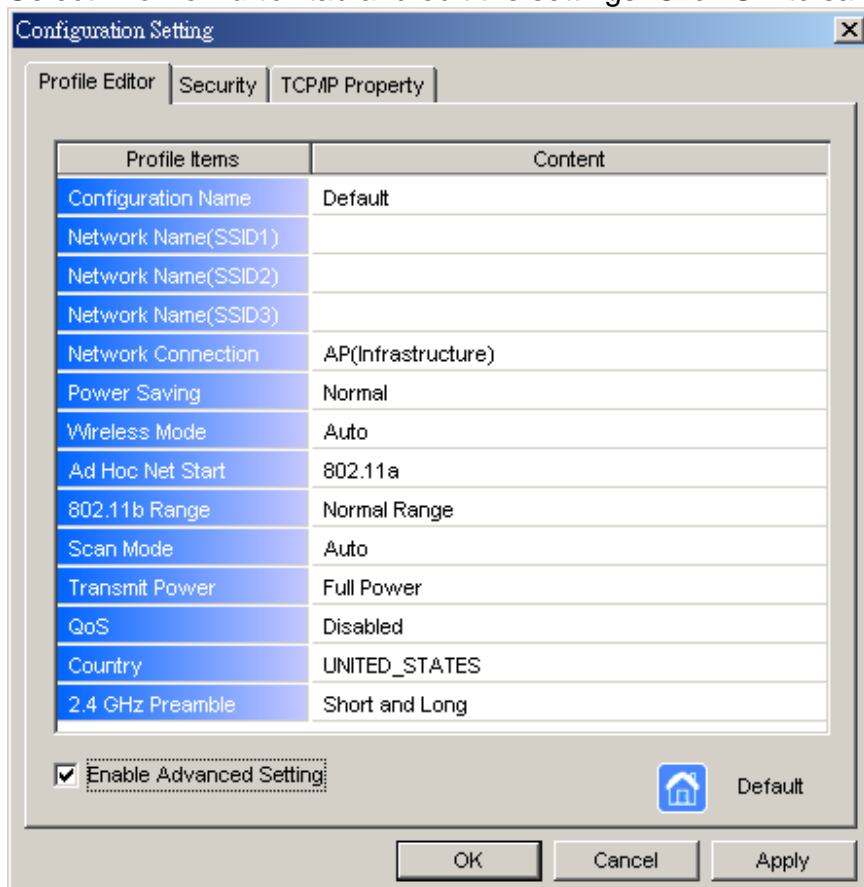 Configuration Setting
Profile Editor Security TCP/IP Property
Profile Items Content
Configuration Name Default
Network Name(SSID1)
Network Name(SSID2)
Network Name(SSID3)
Network Connection AP(Infrastructure)
Power Saving Normal
Wireless Mode Auto
Ad Hoc Net Start 802.11a
802.11b Range Normal Range
Scan Mode Auto
Transmit Power Full Power
QoS Disabled
Country UNITED_STATES
2.4 GHz Preamble Short and Long
Enable Advanced Setting
Default
OK Cancel Apply